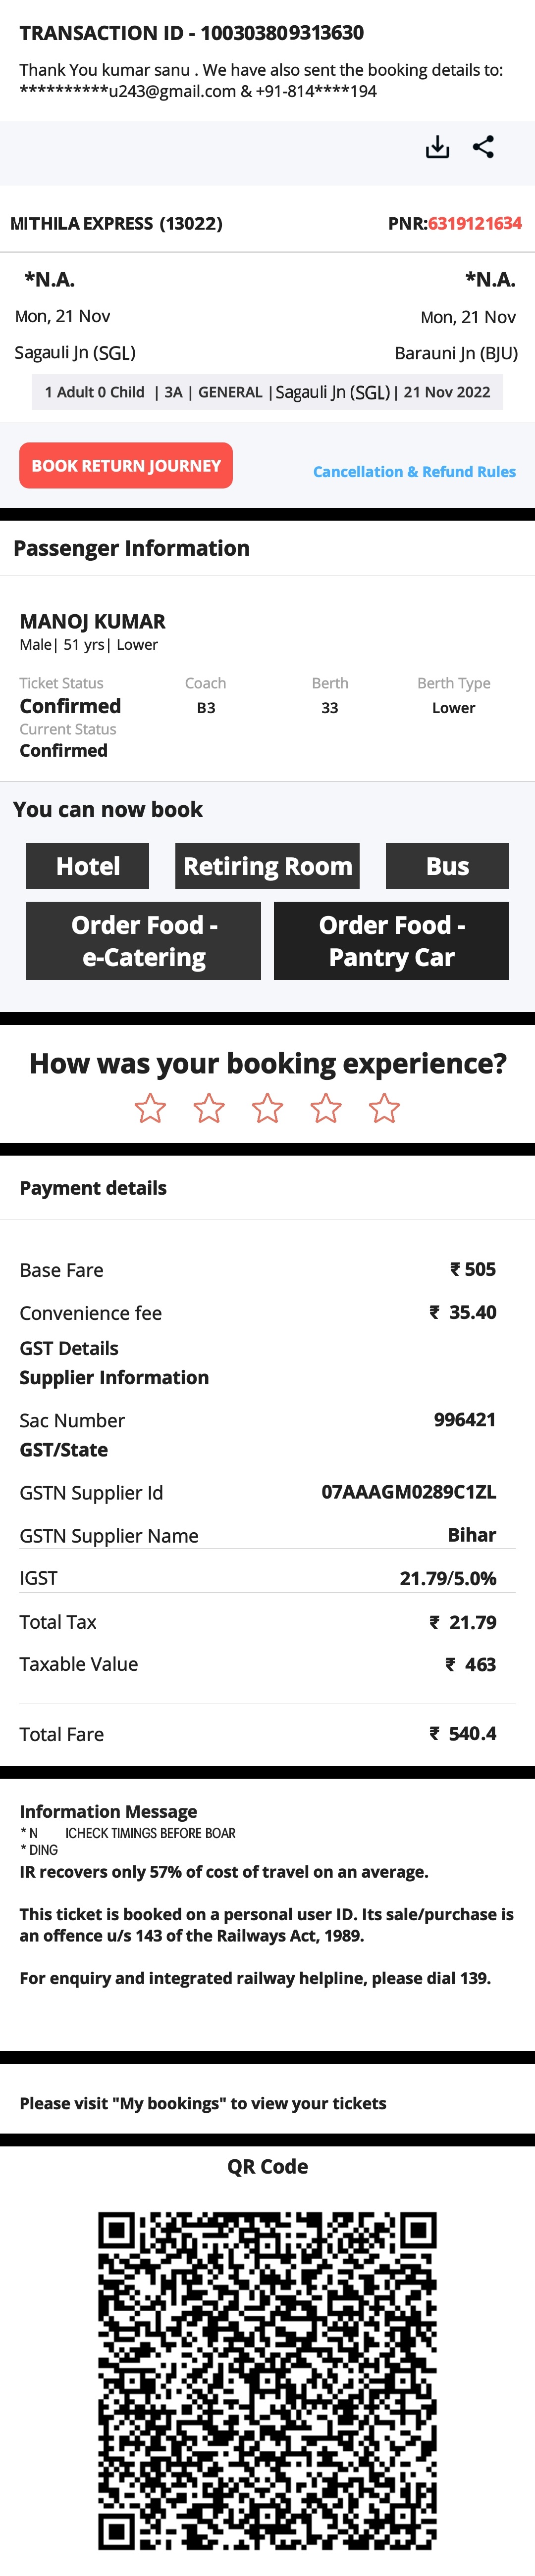 TRANSACTION ID - 100303809313630
Thank You kumar sanu . We have also sent the booking details to:
**********u243@gmail.com & +91-814****194
MITHILA EXPRESS (13022) PNR:6319121634
*N.A. *N.A.
Mon, 21 Nov Mon, 21 Nov
Sagauli Jn (SGL) Barauni Jn (BJU)
1 Adult 0 Child | 3A | GENERAL | Sagauli Jn (SGL) | 21 Nov 2022
BOOK RETURN JOURNEY Cancellation & Refund Rules
Passenger Information
MANOJ KUMAR
Male| 51 yrs| Lower
Ticket Status Coach Berth Berth Type
Confirmed B3 33 Lower
Current Status
Confirmed
You can now book
Hotel Retiring Room Bus
Order Food - Order Food -
e-Catering Pantry Car
How was your booking experience?
Payment details
Base Fare ₹ 505
Convenience fee ₹ 35.40
GST Details
Supplier Information
Sac Number 996421
GST/State
GSTN Supplier Id 07AAAGM0289C1ZL
GSTN Supplier Name Bihar
IGST 21.79/5.0%
Total Tax ₹ 21.79
Taxable Value ₹ 463
Total Fare ₹ 540.4
Information Message
* N ICHECK TIMINGS BEFORE BOAR
* DING
IR recovers only 57% of cost of travel on an average.
This ticket is booked on a personal user ID. Its sale/purchase is
an offence u/s 143 of the Railways Act, 1989.
For enquiry and integrated railway helpline, please dial 139.
Please visit "My bookings" to view your tickets
QR Code